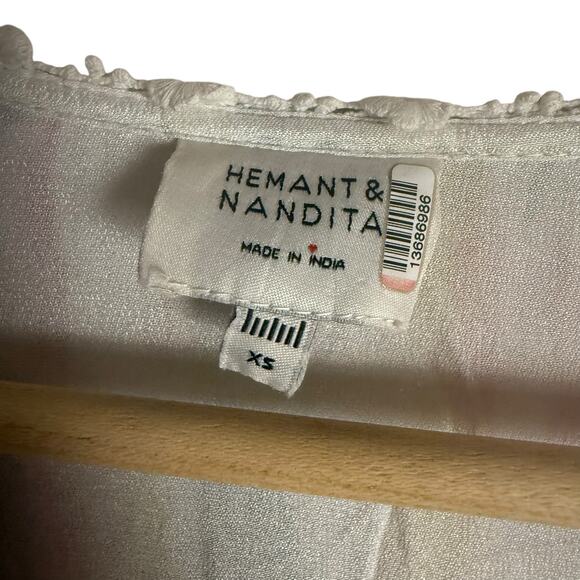 HEMANT &
NANDITA
MADE IN INDIA
13686986
XS